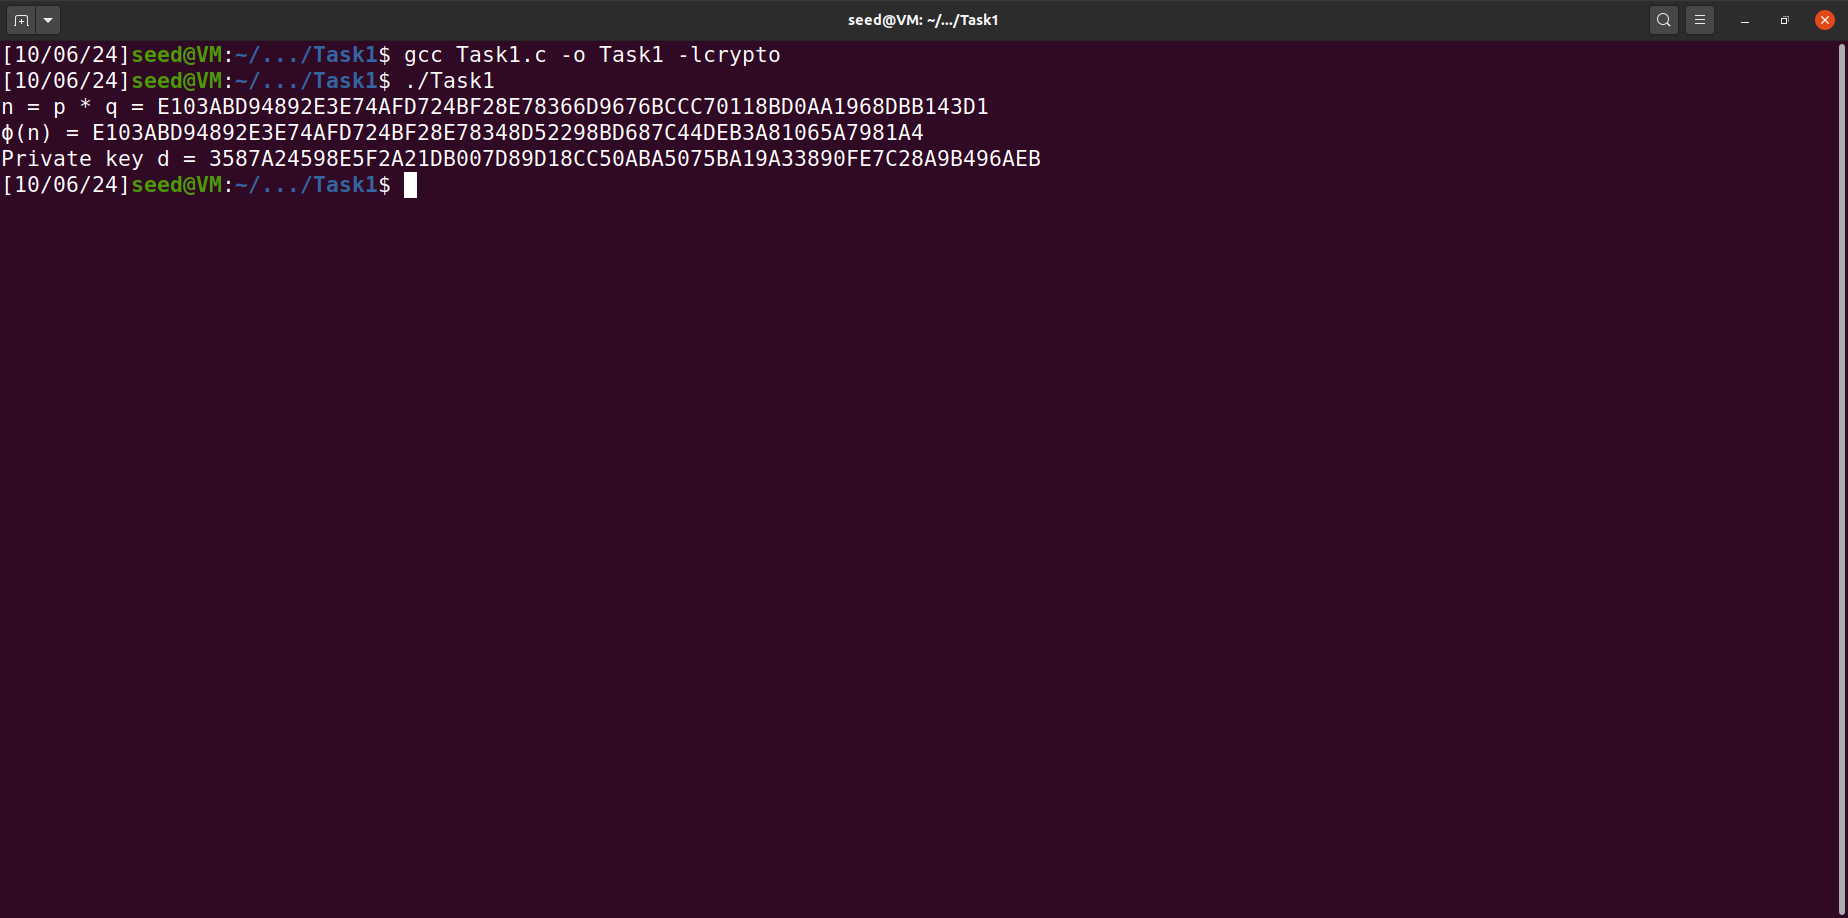 seed@VM: ~/.../Task1
[10/06/24]seed@VM:~/.../Task1$ gcc Task1.c -o Task1 -lcrypto
[10/06/24]seed@VM:~/.../Task1$ ./Task1
n = p * q = E103ABD94892E3E74AFD724BF28E78366D9676BCCC70118BD0AA1968DBB143D1
ϕ(n) = E103ABD94892E3E74AFD724BF28E78348D52298BD687C44DEB3A81065A7981A4
Private key d = 3587A24598E5F2A21DB007D89D18CC50ABA5075BA19A33890FE7C28A9B496AEB
[10/06/24]seed@VM:~/.../Task1$